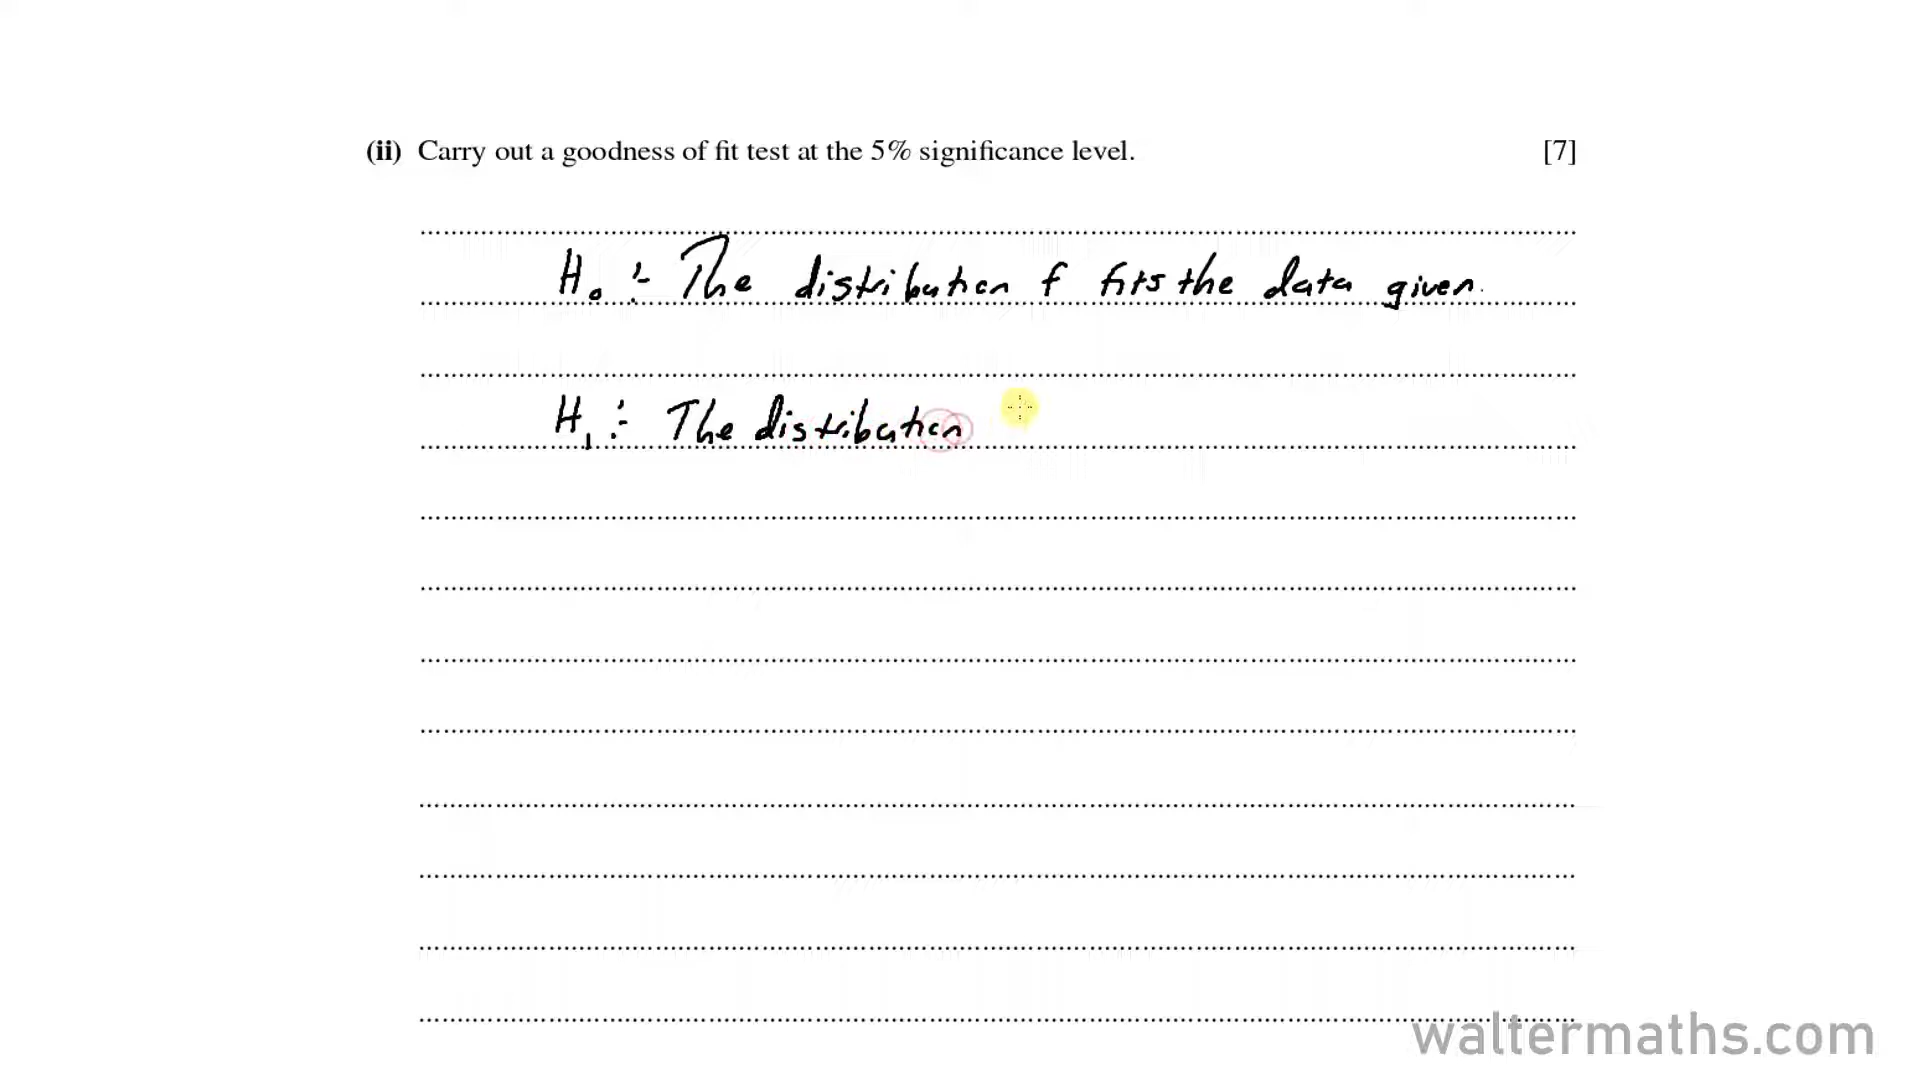 (ii) Carry out a goodness of fit test at the 5% significance level. [7]
H₀ :- The distribution f fits the data given.
H₁ :- The distribution
waltermaths.com